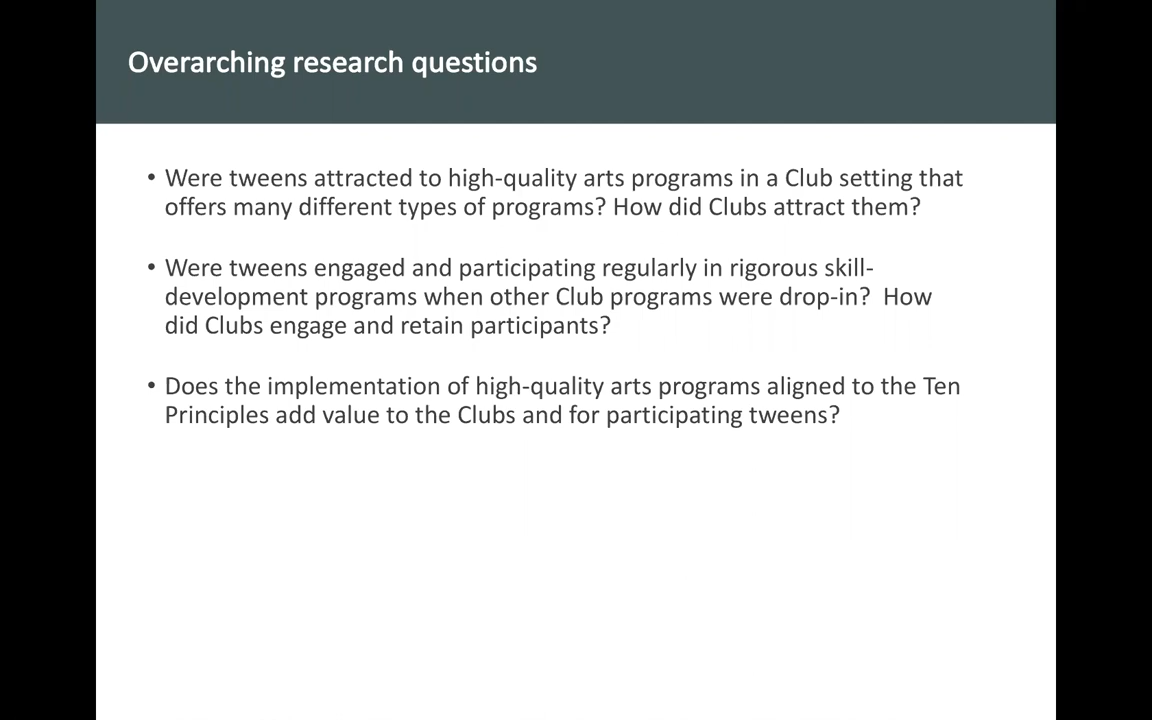 Overarching research questions
• Were tweens attracted to high-quality arts programs in a Club setting that
offers many different types of programs? How did Clubs attract them?
• Were tweens engaged and participating regularly in rigorous skill-
development programs when other Club programs were drop-in?  How
did Clubs engage and retain participants?
• Does the implementation of high-quality arts programs aligned to the Ten
Principles add value to the Clubs and for participating tweens?